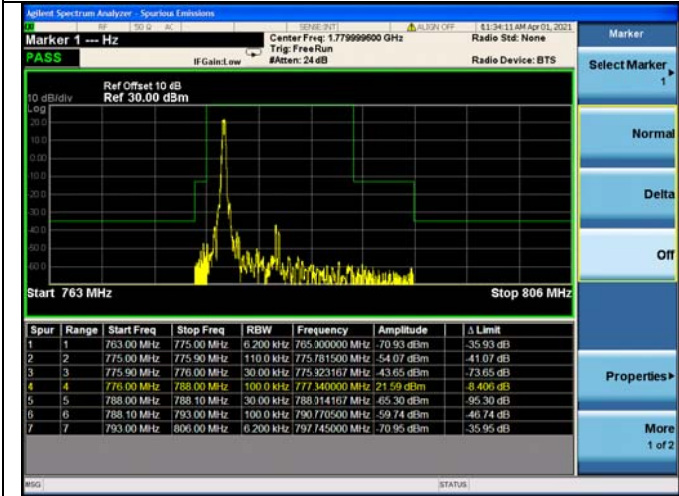 Agilent Spectrum Analyzer - Spurious Emissions
RF 50 Ω AC SENSE:INT ALIGN OFF 11:34:11 AM Apr 01, 2021
Marker 1 --- Hz Center Freq: 1.779999600 GHz Radio Std: None
Trig: Free Run
PASS IFGain:Low #Atten: 24 dB Radio Device: BTS
Ref Offset 10 dB
10 dB/div Ref 30.00 dBm
Log
20.0
10.0
0.00
-10.0
-20.0
-30.0
-40.0
-50.0
-60.0
Start 763 MHz Stop 806 MHz
Spur Range Start Freq Stop Freq RBW Frequency Amplitude Δ Limit
1 1 763.00 MHz 775.00 MHz 6.200 kHz 765.000000 MHz -70.93 dBm -35.93 dB
2 2 775.00 MHz 775.90 MHz 110.0 kHz 775.781500 MHz -54.07 dBm -41.07 dB
3 3 775.90 MHz 776.00 MHz 30.00 kHz 775.923167 MHz -43.65 dBm -73.65 dB
4 4 776.00 MHz 788.00 MHz 100.0 kHz 777.340000 MHz 21.59 dBm -8.406 dB
5 5 788.00 MHz 788.10 MHz 30.00 kHz 788.014167 MHz -65.30 dBm -95.30 dB
6 6 788.10 MHz 793.00 MHz 100.0 kHz 790.770500 MHz -59.74 dBm -46.74 dB
7 7 793.00 MHz 806.00 MHz 6.200 kHz 797.745000 MHz -70.95 dBm -35.95 dB
MSG STATUS
Marker
Select Marker
1
Normal
Delta
Off
Properties
More
1 of 2